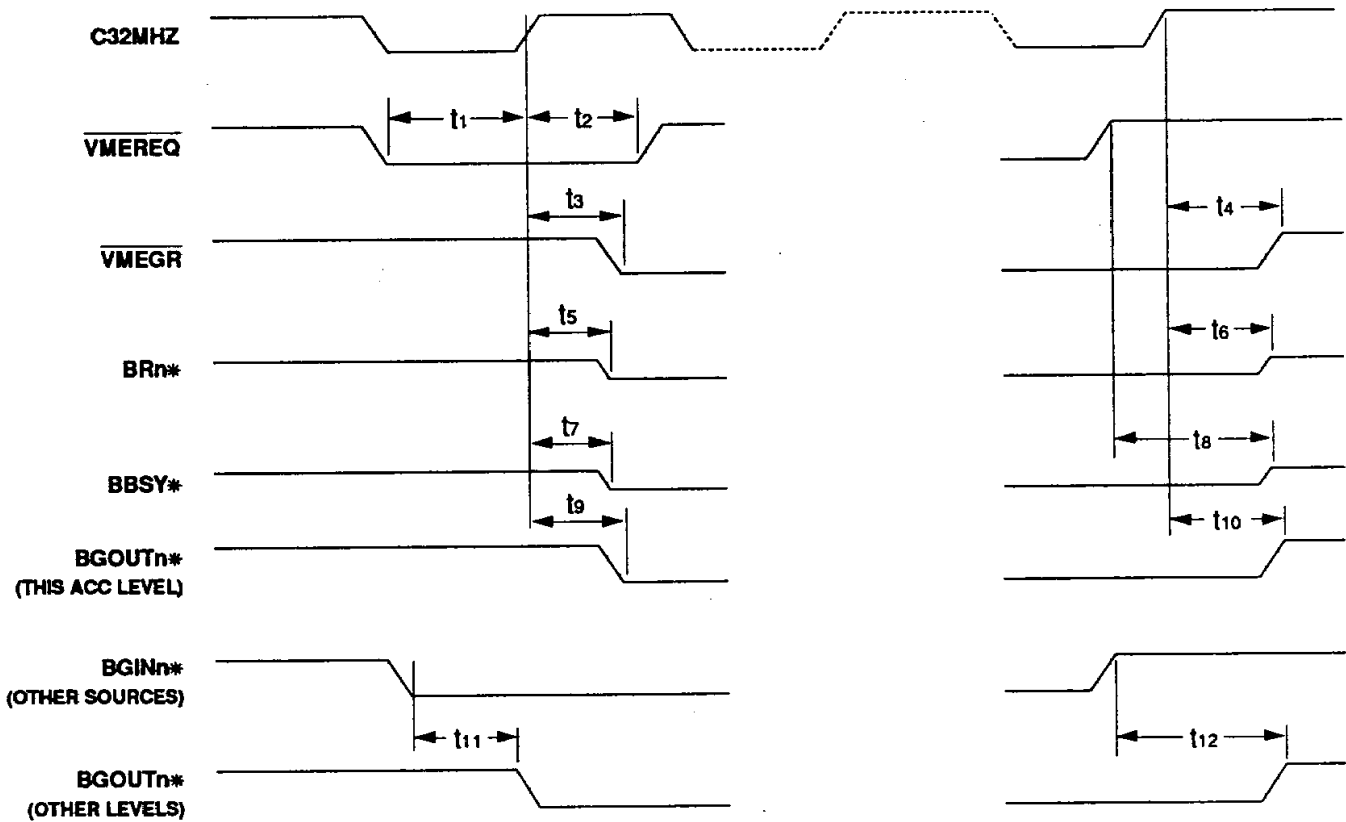 C32MHZ
VMEREQ
t1
t2
VMEGR
t3
t4
BRn*
t5
t6
BBSY*
t7
t8
BGOUTn*
(THIS ACC LEVEL)
t9
t10
BGINn*
(OTHER SOURCES)
t11
t12
BGOUTn*
(OTHER LEVELS)